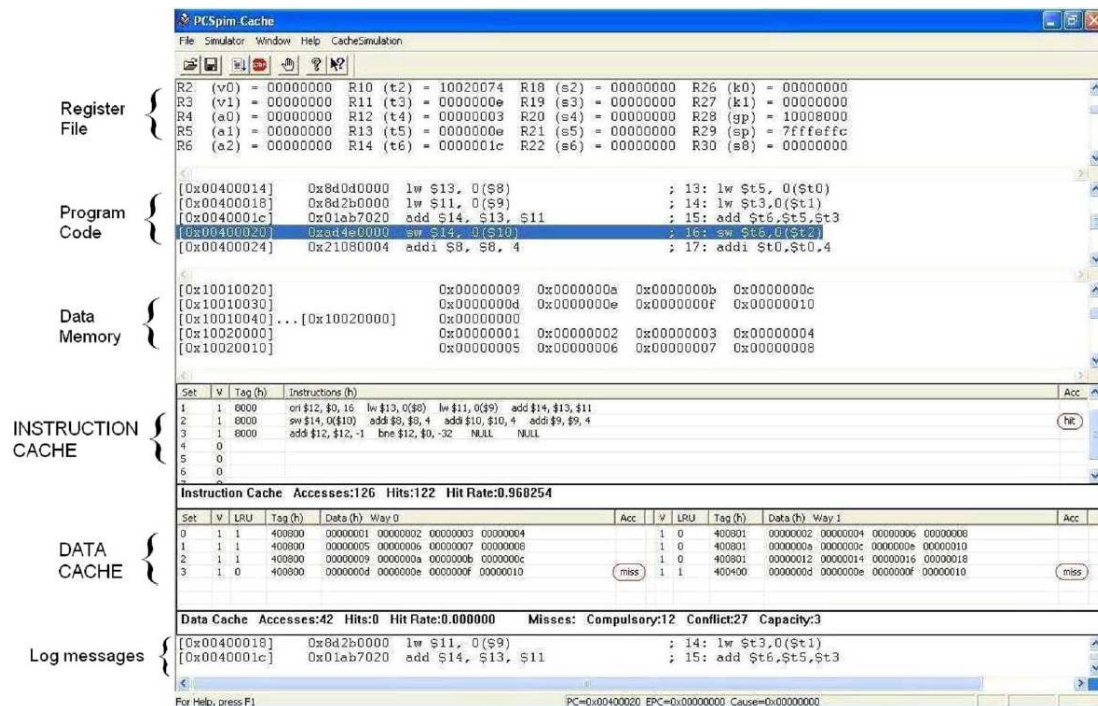 PCSpim-Cache
File Simulator Window Help CacheSimulation
Register File
R2 (v0) = 00000000 R10 (t2) = 10020074 R18 (s2) = 00000000 R26 (k0) = 00000000
R3 (v1) = 00000000 R11 (t3) = 0000000e R19 (s3) = 00000000 R27 (k1) = 00000000
R4 (a0) = 00000000 R12 (t4) = 00000003 R20 (s4) = 00000000 R28 (gp) = 10008000
R5 (a1) = 00000000 R13 (t5) = 0000000e R21 (s5) = 00000000 R29 (sp) = 7fffeffc
R6 (a2) = 00000000 R14 (t6) = 0000001c R22 (s6) = 00000000 R30 (s8) = 00000000
Program Code
[0x00400014] 0x8d0d0000 lw $13, 0($8) ; 13: lw $t5, 0($t0)
[0x00400018] 0x8d2b0000 lw $11, 0($9) ; 14: lw $t3,0($t1)
[0x0040001c] 0x01ab7020 add $14, $13, $11 ; 15: add $t6,$t5,$t3
[0x00400020] 0xad4e0000 sw $14, 0($10) ; 16: sw $t6,0($t2)
[0x00400024] 0x21080004 addi $8, $8, 4 ; 17: addi $t0,$t0,4
Data Memory
[0x10010020] 0x00000009 0x0000000a 0x0000000b 0x0000000c
[0x10010030] 0x0000000d 0x0000000e 0x0000000f 0x00000010
[0x10010040]...[0x10020000] 0x00000000
[0x10020000] 0x00000001 0x00000002 0x00000003 0x00000004
[0x10020010] 0x00000005 0x00000006 0x00000007 0x00000008
INSTRUCTION CACHE
Set V Tag (h) Instructions (h) Acc
1 1 8000 ori $12, $0, 16 lw $13, 0($8) lw $11, 0($9) add $14, $13, $11
2 1 8000 sw $14, 0($10) addi $8, $8, 4 addi $10, $10, 4 addi $9, $9, 4 hit
3 1 8000 addi $12, $12, -1 bne $12, $0, -32 NULL NULL
4 0
5 0
6 0
Instruction Cache Accesses:126 Hits:122 Hit Rate:0.968254
DATA CACHE
Set V LRU Tag (h) Data (h) Way 0 Acc V LRU Tag (h) Data (h) Way 1 Acc
0 1 1 400800 00000001 00000002 00000003 00000004 1 0 400801 00000002 00000004 00000006 00000008
1 1 1 400800 00000005 00000006 00000007 00000008 1 0 400801 0000000a 0000000c 0000000e 00000010
2 1 1 400800 00000009 0000000a 0000000b 0000000c 1 0 400801 00000012 00000014 00000016 00000018
3 1 0 400800 0000000d 0000000e 0000000f 00000010 miss 1 1 400400 0000000d 0000000e 0000000f 00000010 miss
Data Cache Accesses:42 Hits:0 Hit Rate:0.000000 Misses: Compulsory:12 Conflict:27 Capacity:3
Log messages
[0x00400018] 0x8d2b0000 lw $11, 0($9) ; 14: lw $t3,0($t1)
[0x0040001c] 0x01ab7020 add $14, $13, $11 ; 15: add $t6,$t5,$t3
For Help, press F1 PC=0x00400020 EPC=0x00000000 Cause=0x00000000